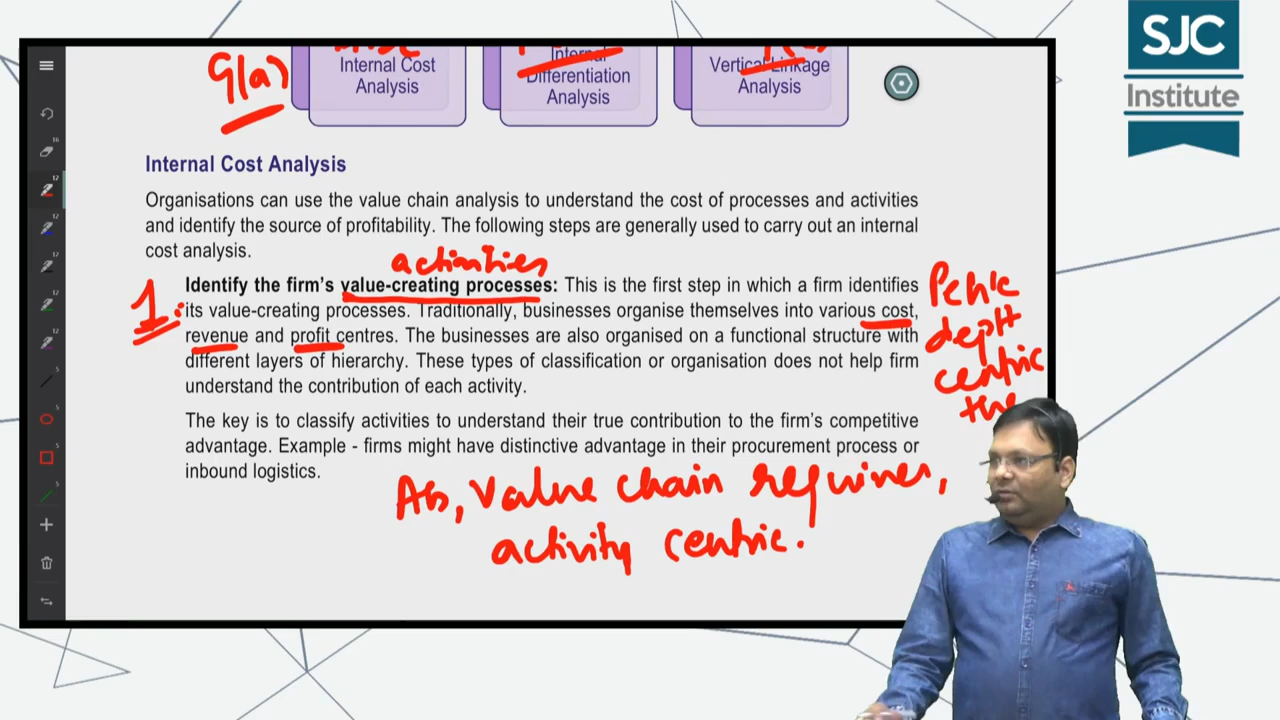 SJC
Institute
G(a)
Internal Cost
Analysis
Internal
Differentiation
Analysis
Vertical Linkage
Analysis
Internal Cost Analysis
Organisations can use the value chain analysis to understand the cost of processes and activities
and identify the source of profitability. The following steps are generally used to carry out an internal
cost analysis.
activities
1.
Identify the firm's value-creating processes: This is the first step in which a firm identifies
its value-creating processes. Traditionally, businesses organise themselves into various cost,
revenue and profit centres. The businesses are also organised on a functional structure with
different layers of hierarchy. These types of classification or organisation does not help firm
understand the contribution of each activity.
Pehle
deptt
centric
the
The key is to classify activities to understand their true contribution to the firm's competitive
advantage. Example - firms might have distinctive advantage in their procurement process or
inbound logistics.
Ab, Value chain requires,
activity centric.